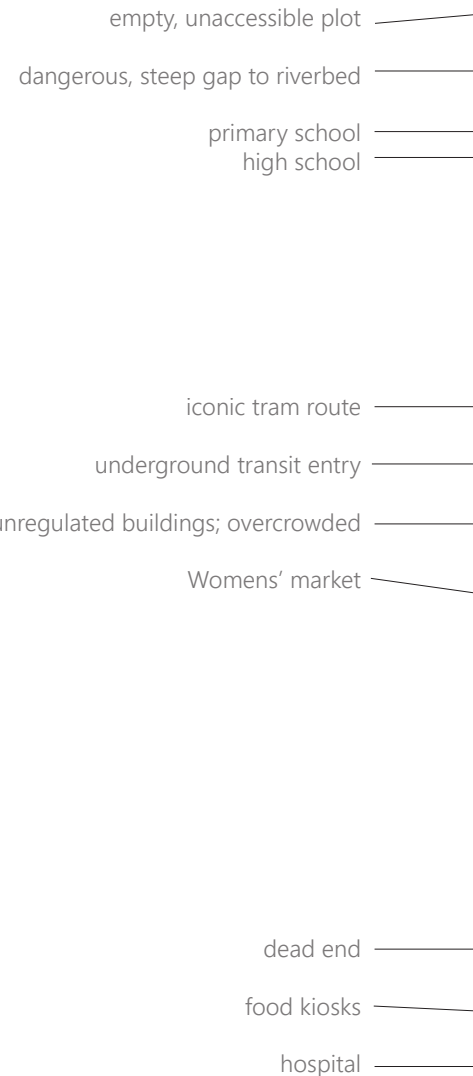 empty, unaccessible plot
dangerous, steep gap to riverbed
primary school
high school
iconic tram route
underground transit entry
unregulated buildings; overcrowded
Womens’ market
dead end
food kiosks
hospital